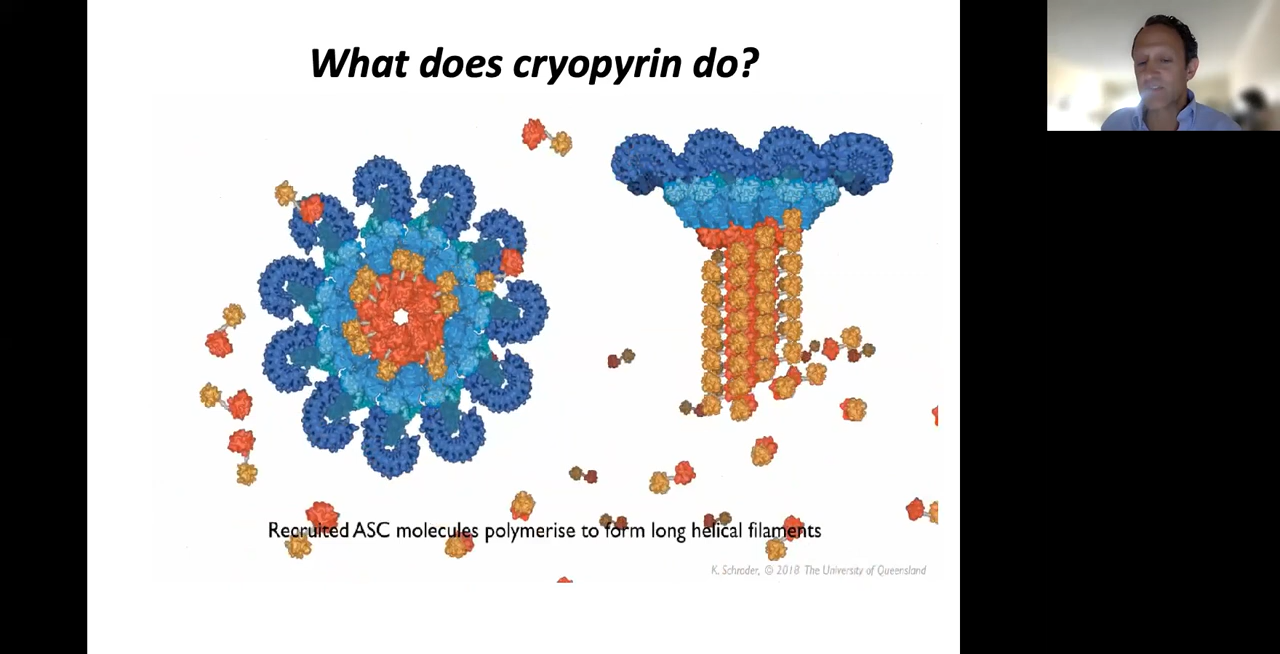 What does cryopyrin do?
Recruited ASC molecules polymerise to form long helical filaments
K. Schroder, © 2018 The University of Queensland